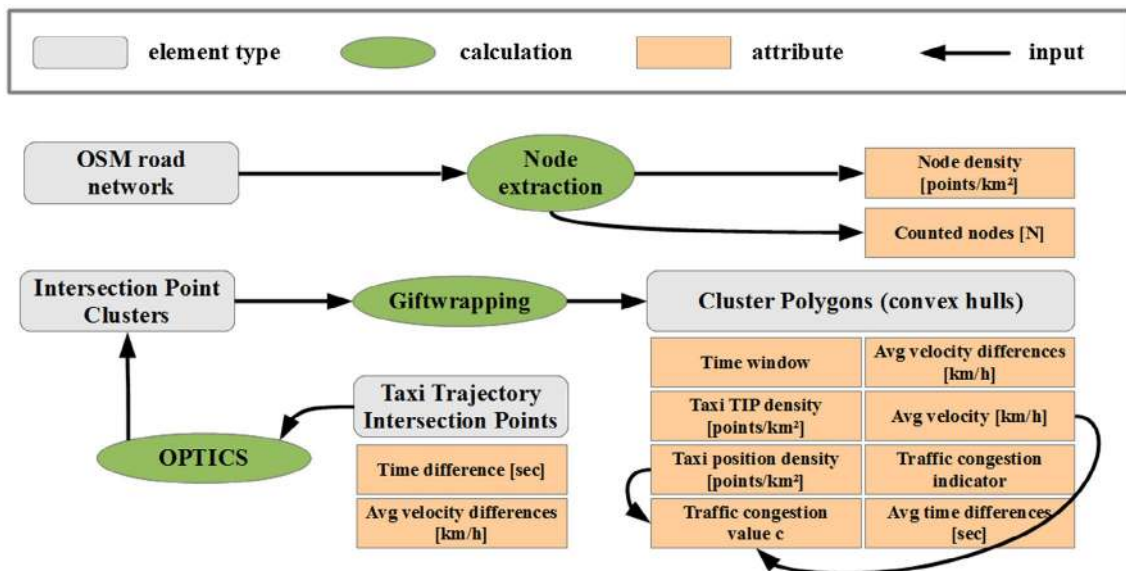 element type
calculation
attribute
input
OSM road
network
Node
extraction
Node density
[points/km²]
Counted nodes [N]
Intersection Point
Clusters
Giftwrapping
Cluster Polygons (convex hulls)
Time window
Avg velocity differences
[km/h]
Taxi Trajectory
Intersection Points
Taxi TIP density
[points/km²]
Avg velocity [km/h]
OPTICS
Time difference [sec]
Taxi position density
[points/km²]
Traffic congestion
indicator
Avg velocity differences
[km/h]
Traffic congestion
value c
Avg time differences
[sec]